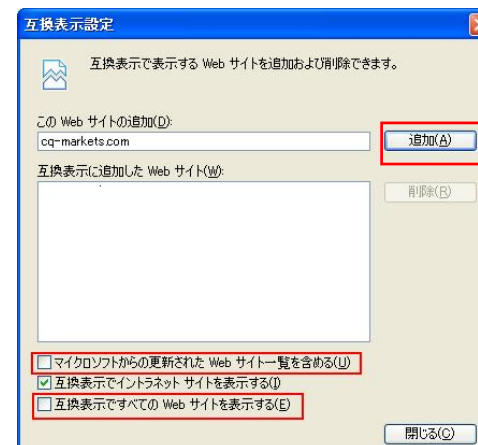 互換表示設定
互換表示で表示する Web サイトを追加および削除できます。
この Web サイトの追加(D):
cq-markets.com
追加(A)
互換表示に追加した Web サイト(W):
削除(R)
マイクロソフトからの更新された Web サイト一覧を含める(U)
互換表示でイントラネット サイトを表示する(I)
互換表示ですべての Web サイトを表示する(E)
閉じる(C)